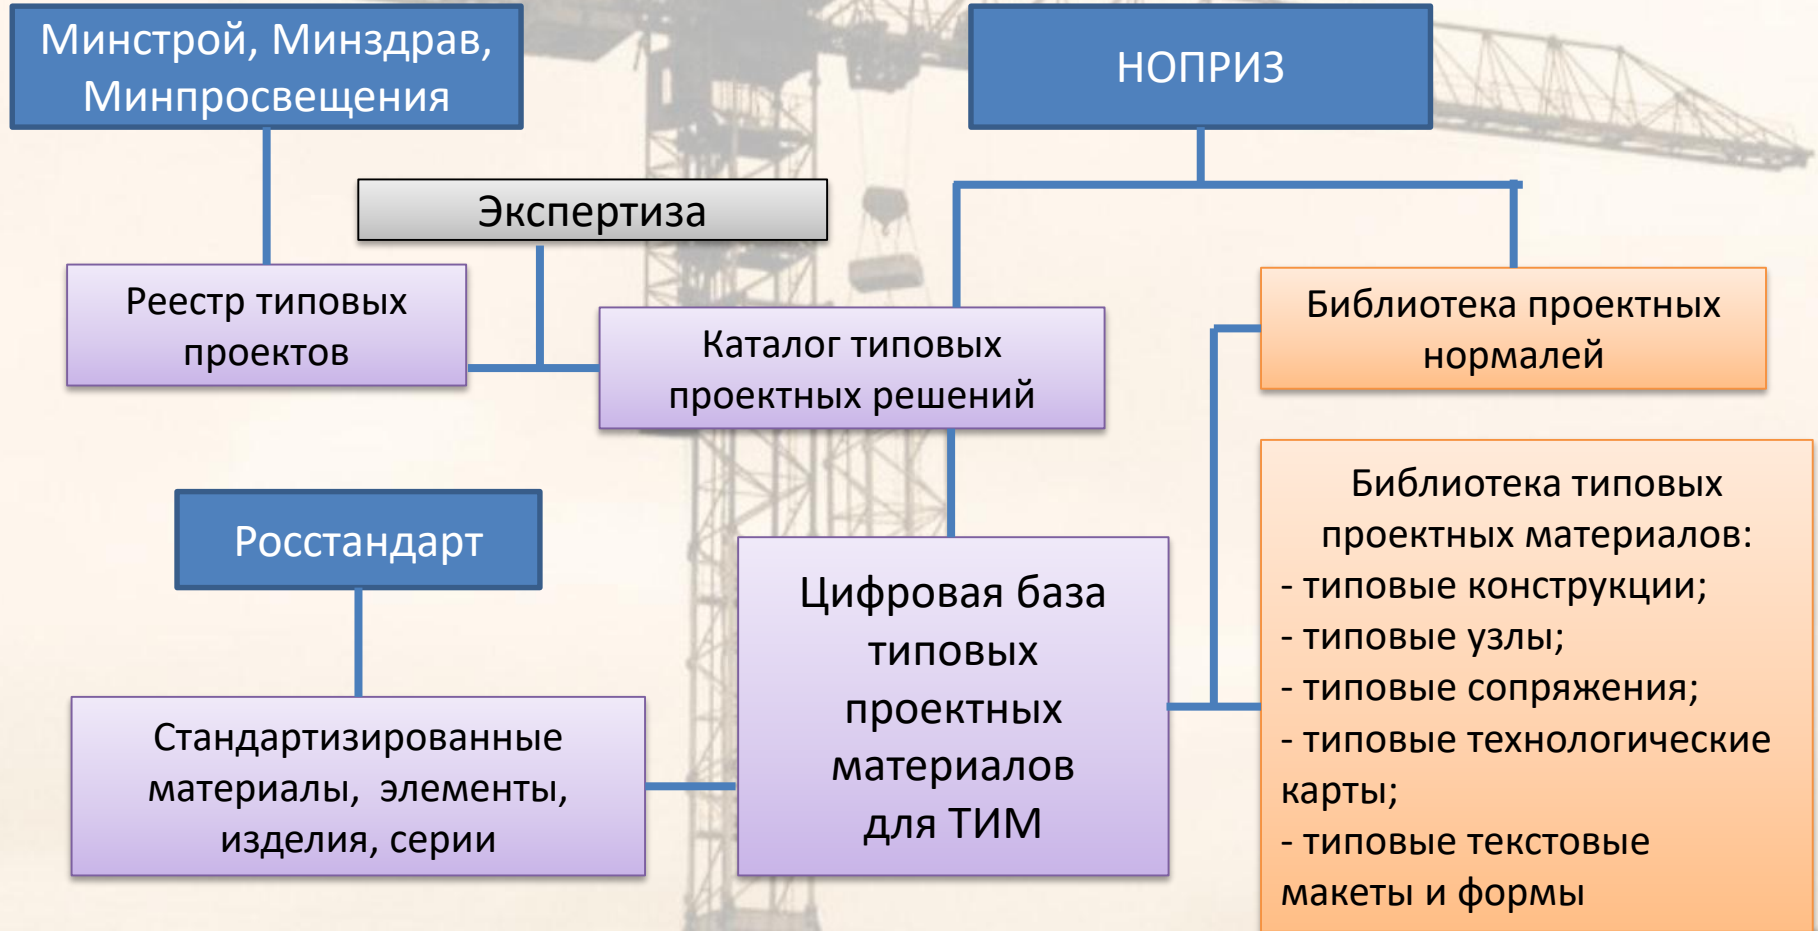 Минстрой, Минздрав,
Минпросвещения
НОПРИЗ
Экспертиза
Реестр типовых
проектов
Каталог типовых
проектных решений
Библиотека проектных
нормалей
Росстандарт
Стандартизированные
материалы, элементы,
изделия, серии
Цифровая база
типовых
проектных
материалов
для ТИМ
Библиотека типовых
проектных материалов:
- типовые конструкции;
- типовые узлы;
- типовые сопряжения;
- типовые технологические
карты;
- типовые текстовые
макеты и формы